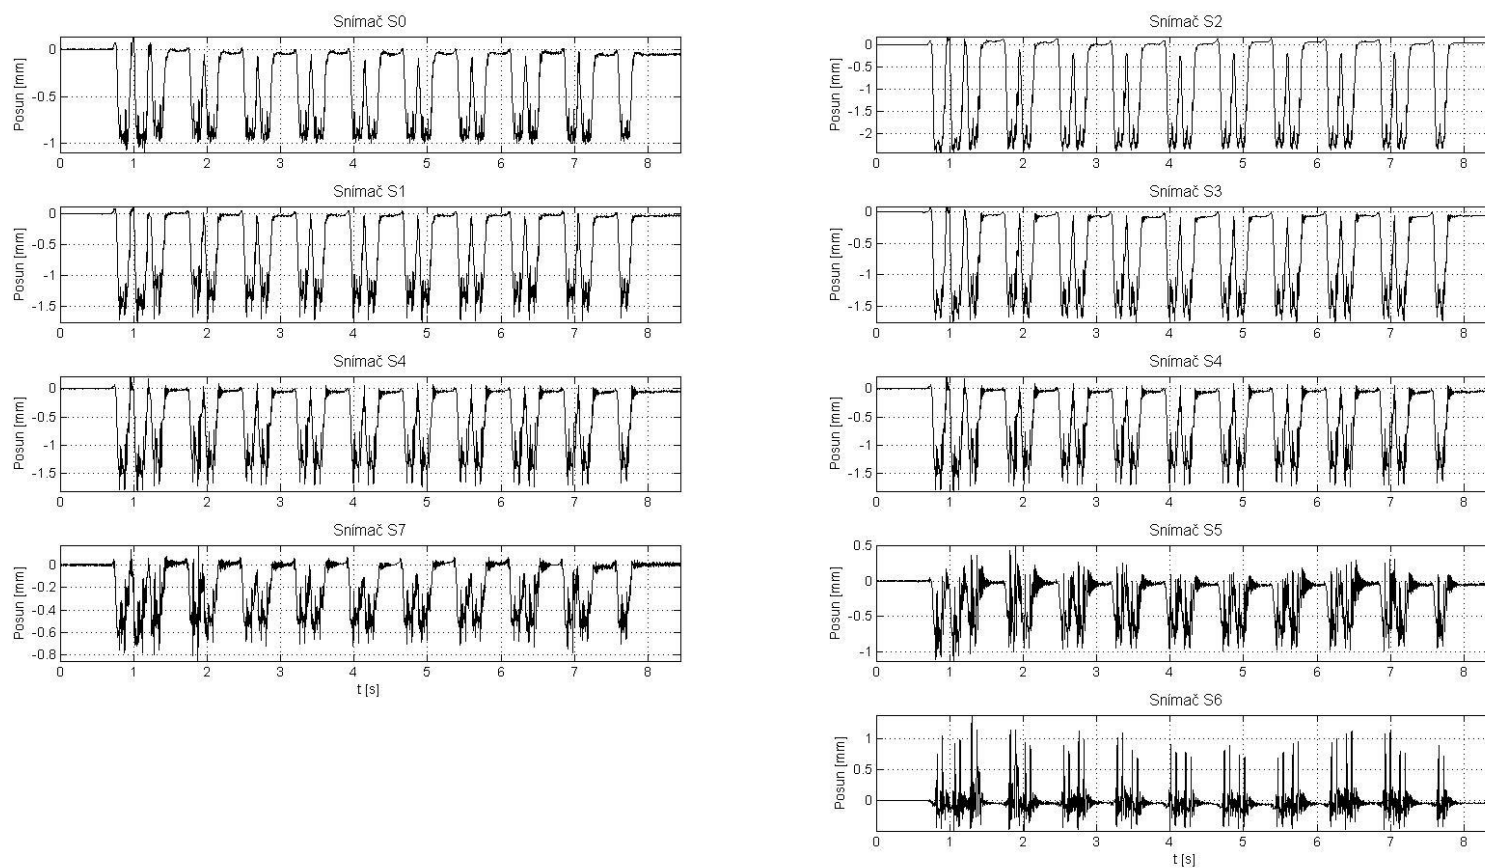 Snímač S0
Posun [mm]
0
-0.5
-1
0 1 2 3 4 5 6 7 8
Snímač S1
Posun [mm]
0
-0.5
-1
-1.5
0 1 2 3 4 5 6 7 8
Snímač S4
Posun [mm]
0
-0.5
-1
-1.5
0 1 2 3 4 5 6 7 8
Snímač S7
Posun [mm]
0
-0.2
-0.4
-0.6
-0.8
0 1 2 3 4 5 6 7 8
t [s]
Snímač S2
Posun [mm]
0
-0.5
-1
-1.5
-2
0 1 2 3 4 5 6 7 8
Snímač S3
Posun [mm]
0
-0.5
-1
-1.5
0 1 2 3 4 5 6 7 8
Snímač S4
Posun [mm]
0
-0.5
-1
-1.5
0 1 2 3 4 5 6 7 8
Snímač S5
Posun [mm]
0.5
0
-0.5
-1
0 1 2 3 4 5 6 7 8
Snímač S6
Posun [mm]
1
0.5
0
0 1 2 3 4 5 6 7 8
t [s]